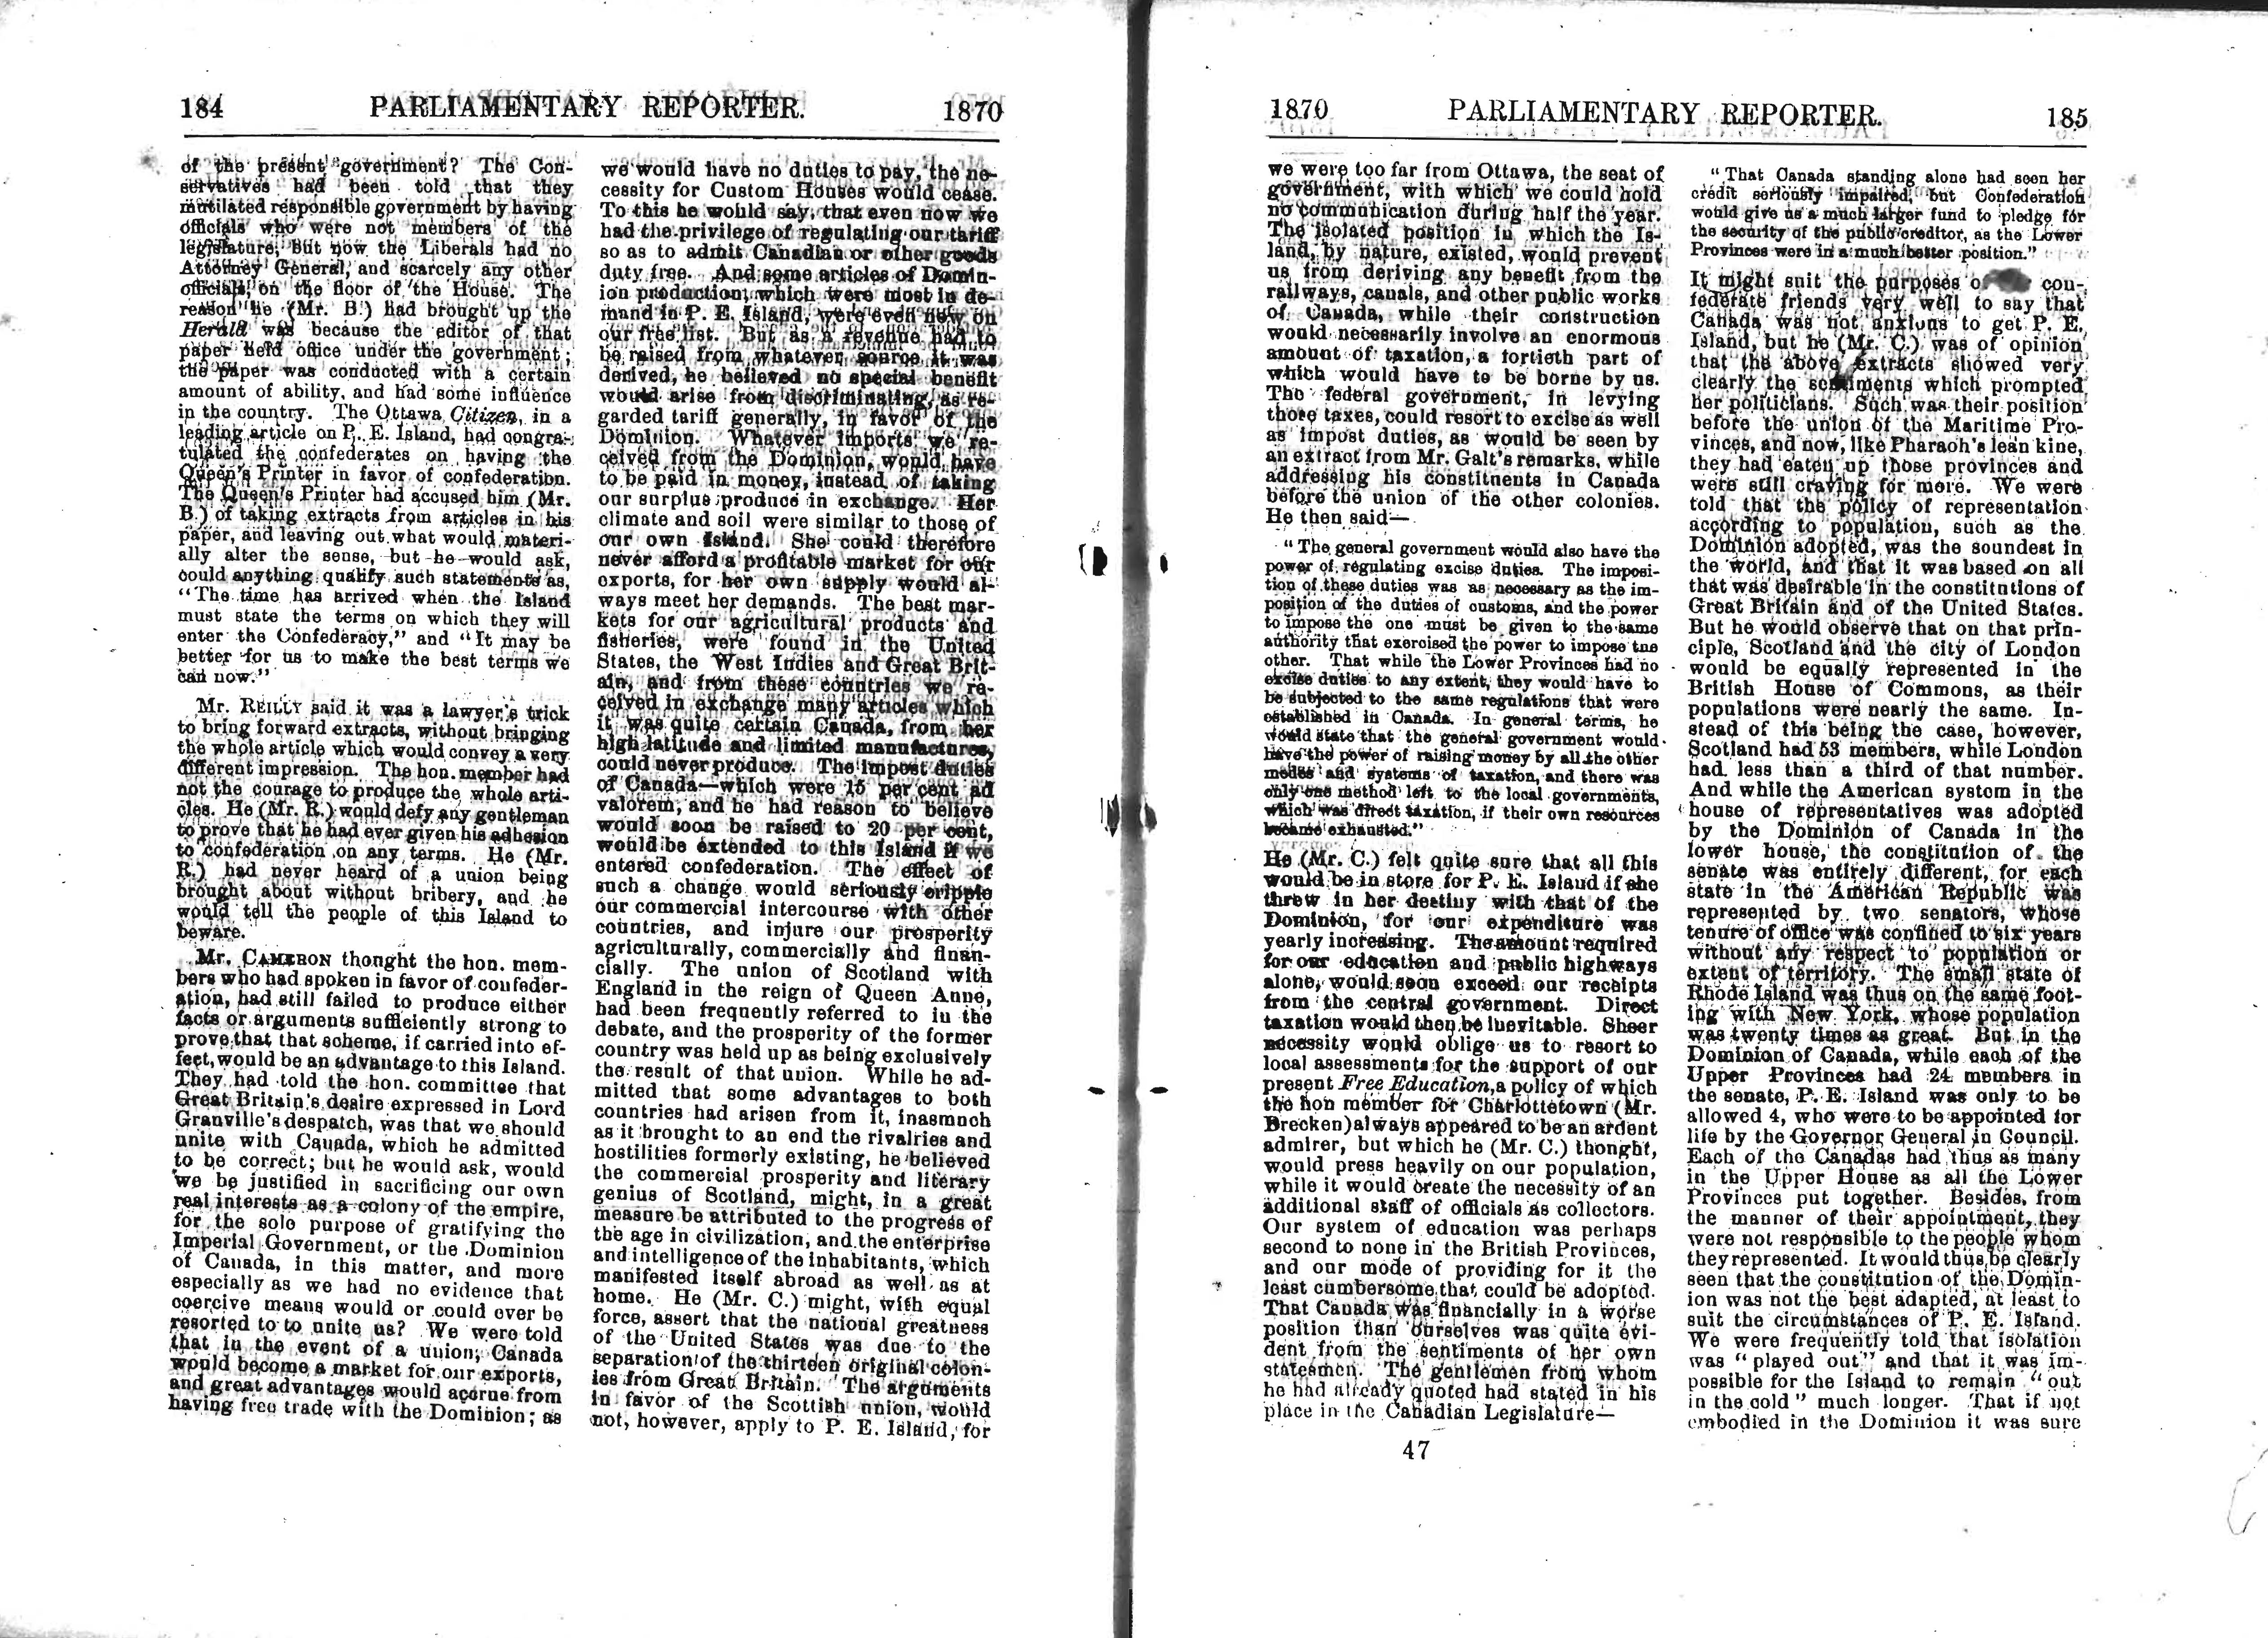 184 PARLIAMENTARY REPORTER. 1870
of the present government? The Con-
servatives had been told that they
mutilated responsible government by having
officials who were not members of the
legislature, but now the Liberals had no
Attorney General, and scarcely any other
officials, on the floor of the House. The
reason he (Mr. B.) had brought up the
Herald was because the editor of that
paper held office under the government;
the paper was conducted with a certain
amount of ability, and had some influence
in the country. The Ottawa Citizen, in a
leading article on P. E. Island, had congra-
tulated the confederates on having the
Queen's Printer in favor of confederation.
The Queen's Printer had accused him (Mr.
B.) of taking extracts from articles in his
paper, and leaving out what would materi-
ally alter the sense, but he would ask,
could anything qualify such statements as,
"The time has arrived when the Island
must state the terms on which they will
enter the Confederacy," and "It may be
better for us to make the best terms we
can now."
Mr. REILLY said it was a lawyer's trick
to bring forward extracts, without bringing
the whole article which would convey a very
different impression. The hon. member had
not the courage to produce the whole arti-
cles. He (Mr. R.) would defy any gentleman
to prove that he had ever given his adhesion
to confederation on any terms. He (Mr.
R.) had never heard of a union being
brought about without bribery, and he
would tell the people of this Island to
beware.
Mr. CAMERON thonght the hon. mem-
bers who had spoken in favor of confeder-
ation, had still failed to produce either
facts or arguments sufficiently strong to
prove that that scheme, if carried into ef-
fect, would be an advantage to this Island.
They had told the hon. committee that
Great Britain's desire expressed in Lord
Granville's despatch, was that we should
unite with Canada, which he admitted
to be correct; but he would ask, would
we be justified in sacrificing our own
real interests as a colony of the empire,
for the sole purpose of gratifying the
Imperial Government, or the Dominion
of Canada, in this matter, and more
especially as we had no evidence that
coercive means would or could ever be
resorted to to unite us? We were told
that in the event of a union, Canada
would become a market for our exports,
and great advantages would accrue from
having free trade with the Dominion; as
we would have no duties to pay, the ne-
cessity for Custom Houses would cease.
To this he would say, that even now we
had the privilege of regulating our tariff
so as to admit Canadian or other goods
duty free. And some articles of Domin-
ion production, which were most in de-
mand in P. E. Island, were even now on
our free list. But as a revenue had to
be raised from whatever source it was
derived, he believed no special benefit
would arise from discriminating, as re-
garded tariff generally, in favor of the
Dominion. Whatever imports we re-
ceived from the Dominion, would have
to be paid in money, instead of taking
our surplus produce in exchange. Her
climate and soil were similar to those of
our own Island. She could therefore
never afford a profitable market for our
exports, for her own supply would al-
ways meet her demands. The best mar-
kets for our agricultural products and
fisheries, were found in the United
States, the West Indies and Great Brit-
ain, and from these countries we re-
ceived in exchange many articles which
it was quite certain Canada, from her
high latitude and limited manufactures,
could never produce. The impost duties
of Canada—which were 15 per cent ad
valorem, and he had reason to believe
would soon be raised to 20 per cent,
would be extended to this Island if we
entered confederation. The effect of
such a change would seriously cripple
our commercial intercourse with other
countries, and injure our prosperity
agriculturally, commercially and finan-
cially. The union of Scotland with
England in the reign of Queen Anne,
had been frequently referred to in the
debate, and the prosperity of the former
country was held up as being exclusively
the result of that union. While he ad-
mitted that some advantages to both
countries had arisen from it, inasmuch
as it brought to an end the rivalries and
hostilities formerly existing, he believed
the commercial prosperity and literary
genius of Scotland, might, in a great
measure be attributed to the progress of
the age in civilization, and the enterprise
and intelligence of the inhabitants, which
manifested itself abroad as well as at
home. He (Mr. C.) might, with equal
force, assert that the national greatness
of the United States was due to the
separation of the thirteen original colon-
ies from Great Britain. The arguments
in favor of the Scottish union, would
not, however, apply to P. E. Island, for
1870 PARLIAMENTARY REPORTER. 185
we were too far from Ottawa, the seat of
government, with which we could hold
no communication during half the year.
The isolated position in which the Is-
land, by nature, existed, would prevent
us from deriving any benefit from the
railways, canals, and other public works
of Canada, while their construction
would necessarily involve an enormous
amount of taxation, a fortieth part of
which would have to be borne by us.
The federal government, in levying
those taxes, could resort to excise as well
as impost duties, as would be seen by
an extract from Mr. Galt's remarks, while
addressing his constitnents in Canada
before the union of the other colonies.
He then said—
"The general government would also have the
power of regulating excise duties. The imposi-
tion of these duties was as necessary as the im-
position of the duties of customs, and the power
to impose the one must be given to the same
authority that exercised the power to impose tne
other. That while the Lower Provinces had no
excise duties to any extent, they would have to
be subjected to the same regulations that were
established in Canada. In general terms, he
would state that the general government would
have the power of raising money by all the other
modes and systems of taxation, and there was
only one method left to the local governments,
which was direct taxation, if their own resources
became exhausted."
He (Mr. C.) felt quite sure that all this
would be in store for P. E. Island if she
threw in her destiny with that of the
Dominion, for our expenditure was
yearly increasing. The amount required
for our education and public highways
alone, would soon exceed our receipts
from the central government. Direct
taxation would then be inevitable. Sheer
necessity would oblige us to resort to
local assessments for the support of our
present Free Education, a policy of which
the hon member for Charlottetown (Mr.
Brecken) always appeared to be an ardent
admirer, but which he (Mr. C.) thonght,
would press heavily on our population,
while it would create the necessity of an
additional staff of officials as collectors.
Our system of education was perhaps
second to none in the British Provinces,
and our mode of providing for it the
least cumbersome that could be adopted.
That Canada was financially in a worse
position than ourselves was quite evi-
dent from the sentiments of her own
statesmen. The gentlemen from whom
he had already quoted had stated in his
place in the Canadian Legislature—
47
"That Canada standing alone had seen her
credit seriously impaired, but Confederation
would give us a much larger fund to pledge for
the security of the public creditor, as the Lower
Provinces were in a much better position."
It might suit the purposes con-
federate friends very well to say that
Canada was not anxious to get P. E.
Island, but he (Mr. C.) was of opinion
that the above extracts showed very
clearly the sentiments which prompted
her politicians. Such was their position
before the union of the Maritime Pro-
vinces, and now, like Pharaoh's lean kine,
they had eaten up those provinces and
were still craving for more. We were
told that the policy of representation
according to population, such as the
Dominion adopted, was the soundest in
the world, and that it was based on all
that was desirable in the constitutions of
Great Britain and of the United States.
But he would observe that on that prin-
ciple, Scotland and the city of London
would be equally represented in the
British House of Commons, as their
populations were nearly the same. In-
stead of this being the case, however,
Scotland had 53 members, while London
had less than a third of that number.
And while the American system in the
house of representatives was adopted
by the Dominion of Canada in the
lower house, the constitution of the
senate was entirely different, for each
state in the American Republic was
represented by two senators, whose
tenure of office was confined to six years
without any respect to population or
extent of territory. The small state of
Rhode Island was thus on the same foot-
ing with New York, whose population
was twenty times as great. But in the
Dominion of Canada, while each of the
Upper Provinces had 24 members in
the senate, P. E. Island was only to be
allowed 4, who were to be appointed for
life by the Governor General in Council.
Each of the Canadas had thus as many
in the Upper House as all the Lower
Provinces put together. Besides, from
the manner of their appointment, they
were not responsible to the people whom
they represented. It would thus be clearly
seen that the constitution of the Domin-
ion was not the best adapted, at least to
suit the circumstances of P. E. Island.
We were frequently told that isolation
was "played out" and that it was im-
possible for the Island to remain "out
in the cold" much longer. That if not
embodied in the Dominion it was sure